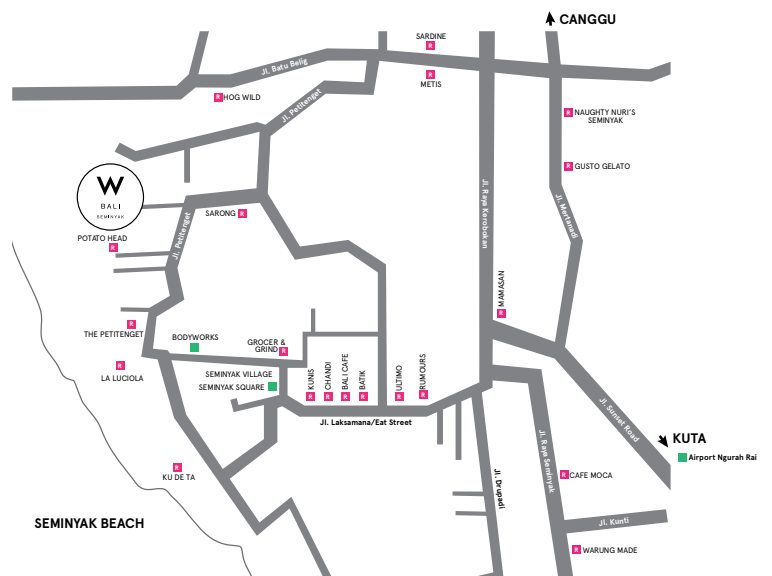 CANGGU
SARDINE
R
Jl. Batu Belig
R
METIS
R HOG WILD
Jl. Petitenget
R NAUGHTY NURI'S
SEMINYAK
R GUSTO GELATO
W
BALI
SEMINYAK
Jl. Raya Kerobokan
Jl. Mertanadi
SARONG R
Jl. Petitenget
POTATO HEAD
R
MAMASAN
R
R
THE PETITENGET
BODYWORKS
GROCER &
GRIND R
R
LA LUCIOLA
SEMINYAK VILLAGE
SEMINYAK SQUARE
KUNIS
R
CHANDI
R
BALI CAFE
R
BATIK
R
ULTIMO
R
RUMOURS
R
Jl. Laksamana/Eat Street
Jl. Sunset Road
KUTA
Airport Ngurah Rai
R
KU DE TA
Jl. Drupadi
Jl. Raya Seminyak
R CAFE MOCA
SEMINYAK BEACH
Jl. Kunti
R WARUNG MADE